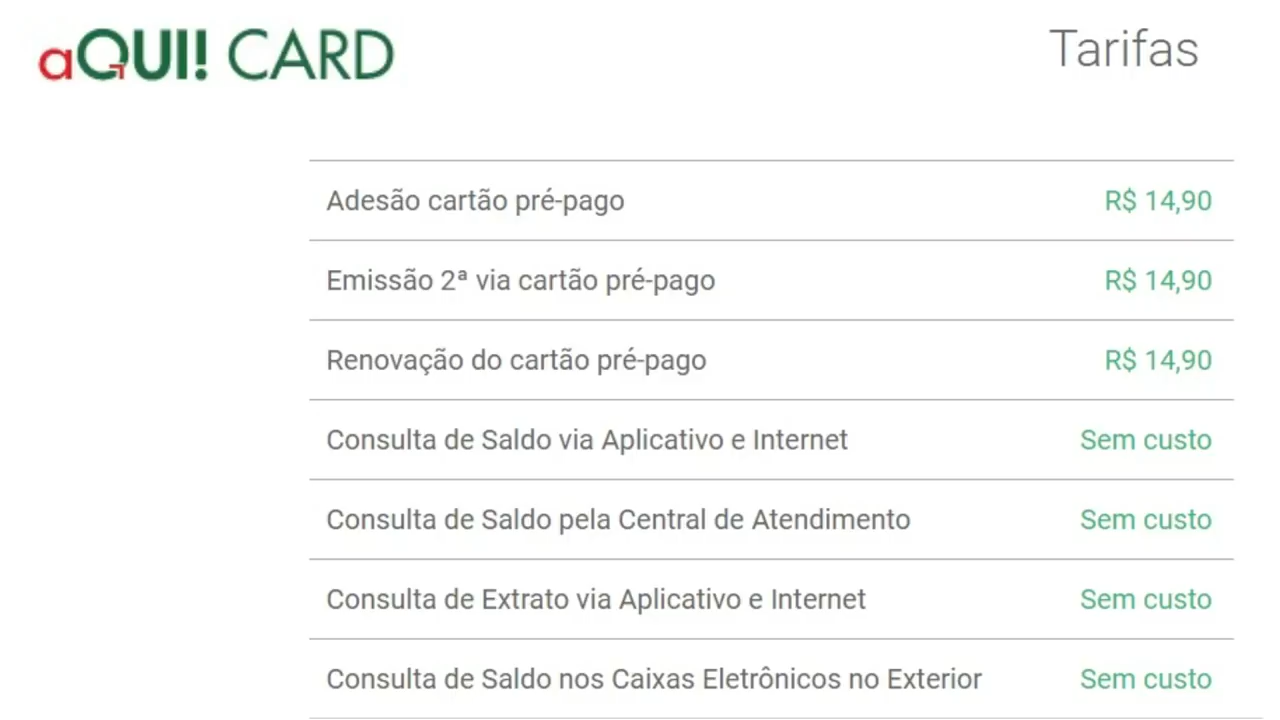 aQUI! CARD
Tarifas
Adesão cartão pré-pago R$ 14,90
Emissão 2ª via cartão pré-pago R$ 14,90
Renovação do cartão pré-pago R$ 14,90
Consulta de Saldo via Aplicativo e Internet Sem custo
Consulta de Saldo pela Central de Atendimento Sem custo
Consulta de Extrato via Aplicativo e Internet Sem custo
Consulta de Saldo nos Caixas Eletrônicos no Exterior Sem custo